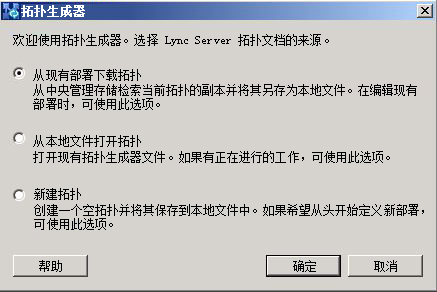 拓扑生成器
欢迎使用拓扑生成器。选择 Lync Server 拓扑文档的来源。
从现有部署下载拓扑
从中央管理存储检索当前拓扑的副本并将其另存为本地文件。在编辑现有
部署时，可使用此选项。
从本地文件打开拓扑
打开现有拓扑生成器文件。如果有正在进行的工作，可使用此选项。
新建拓扑
创建一个空拓扑并将其保存到本地文件中。如果希望从头开始定义新部署，
可使用此选项。
帮助
确定
取消